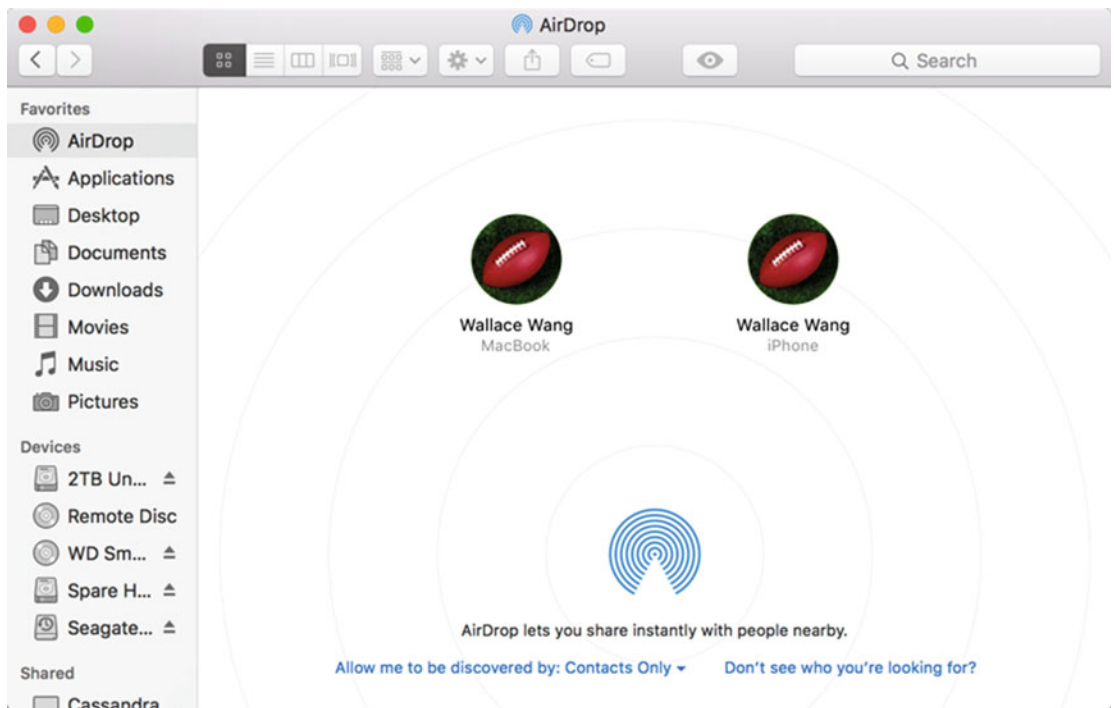 AirDrop
Search
Favorites
AirDrop
Applications
Desktop
Documents
Downloads
Movies
Music
Pictures
Devices
2TB Un...
Remote Disc
WD Sm...
Spare H...
Seagate...
Shared
Cassandra
Wallace Wang
MacBook
Wallace Wang
iPhone
AirDrop lets you share instantly with people nearby.
Allow me to be discovered by: Contacts Only
Don't see who you're looking for?